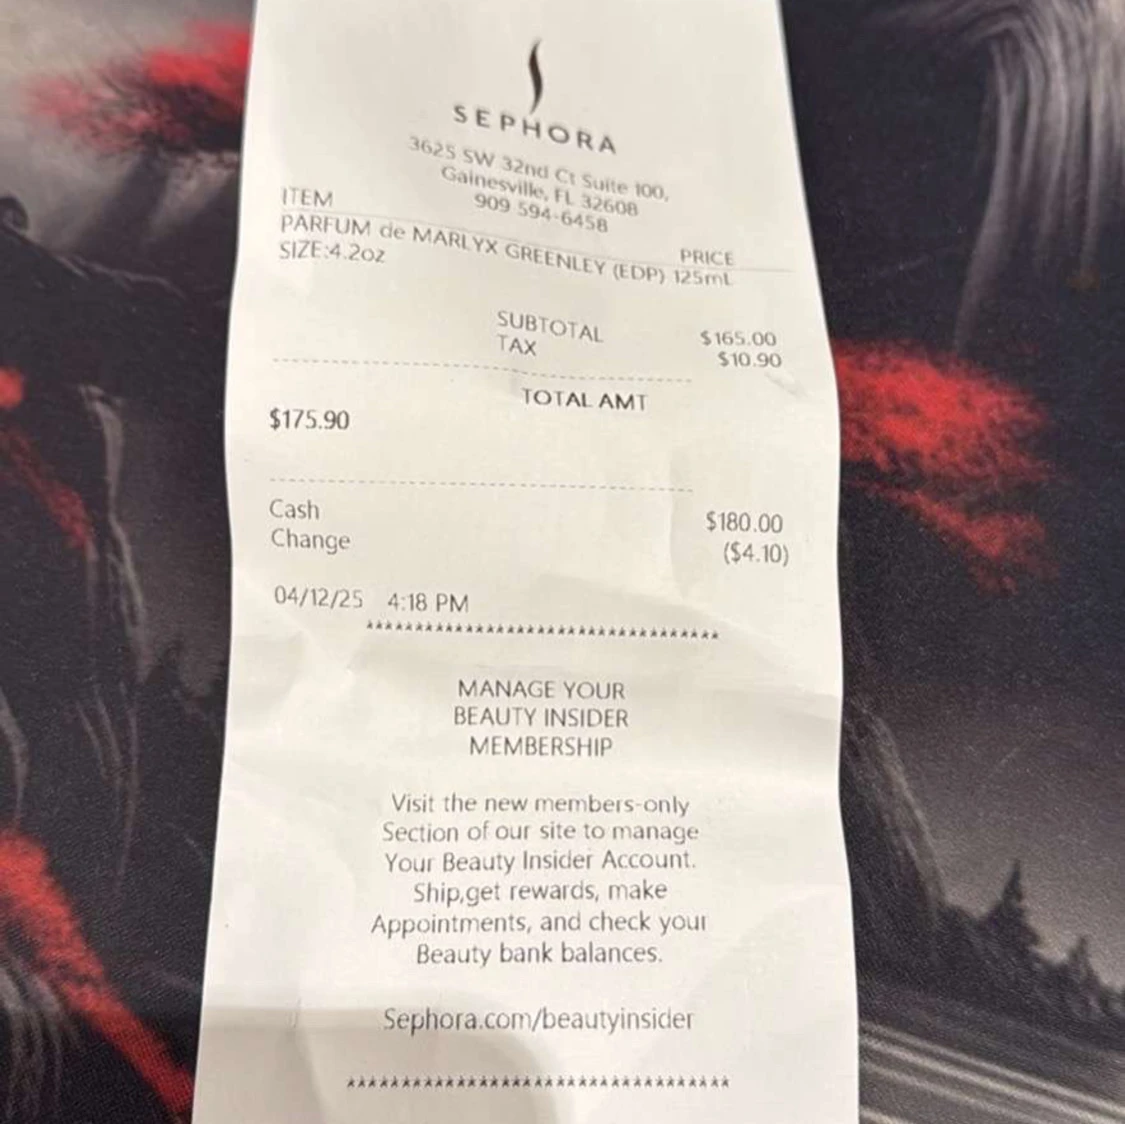 SEPHORA
3625 SW 32nd Ct Suite 100,
Gainesville, FL 32608
909 594-6458
ITEM PRICE
PARFUM de MARLYX GREENLEY (EDP) 125mL
SIZE:4.2oz
SUBTOTAL $165.00
TAX $10.90
--------------------------------------------------
TOTAL AMT
$175.90
--------------------------------------------------
Cash $180.00
Change ($4.10)
04/12/25 4:18 PM
*********************************
MANAGE YOUR
BEAUTY INSIDER
MEMBERSHIP
Visit the new members-only
Section of our site to manage
Your Beauty Insider Account.
Ship,get rewards, make
Appointments, and check your
Beauty bank balances.
Sephora.com/beautyinsider
***********************************